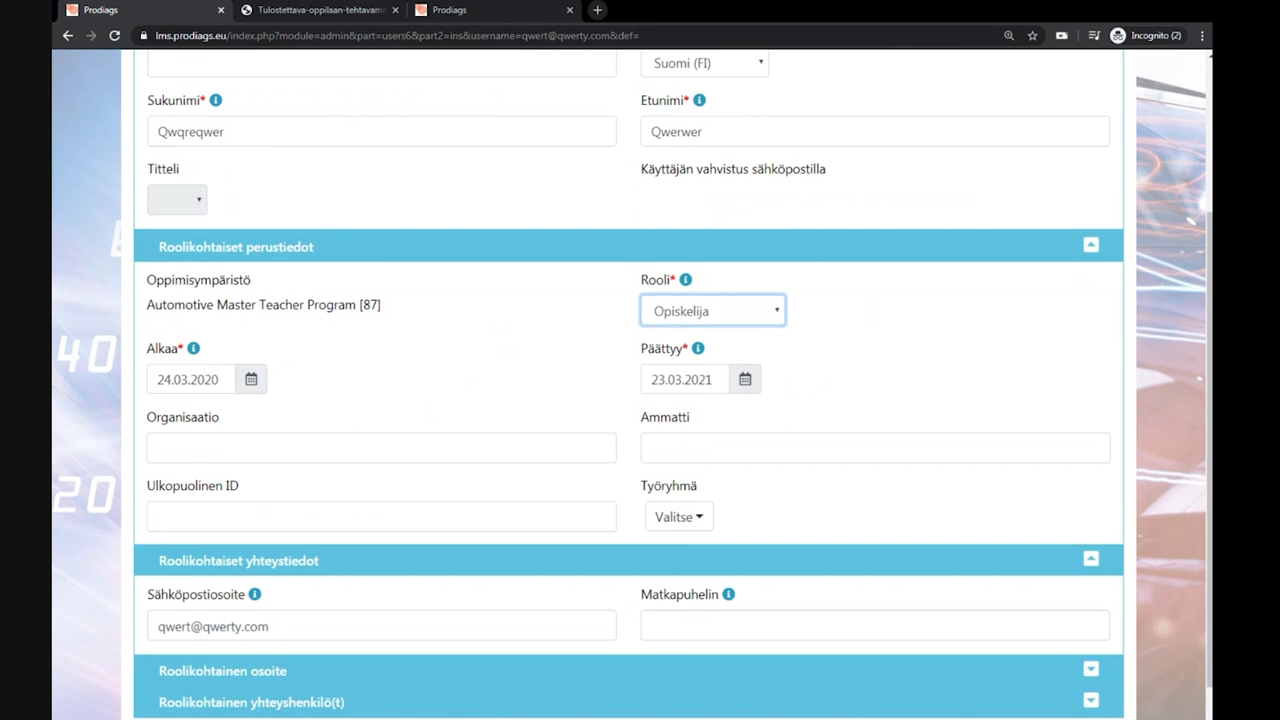 Prodiags
Tulostettava-oppilaan-tehtavama
Prodiags
lms.prodiags.eu/index.php?module=admin&part=users6&part2=ins&username=qwert@qwerty.com&def=
Incognito (2)
Suomi (FI)
Sukunimi*
Etunimi*
Qwqreqwer
Qwerwer
Titteli
Käyttäjän vahvistus sähköpostilla
Roolikohtaiset perustiedot
Oppimisympäristö
Rooli*
Automotive Master Teacher Program [87]
Opiskelija
Alkaa*
Päättyy*
24.03.2020
23.03.2021
Organisaatio
Ammatti
Ulkopuolinen ID
Työryhmä
Valitse
Roolikohtaiset yhteystiedot
Sähköpostiosoite
Matkapuhelin
qwert@qwerty.com
Roolikohtainen osoite
Roolikohtainen yhteyshenkilö(t)
40
20